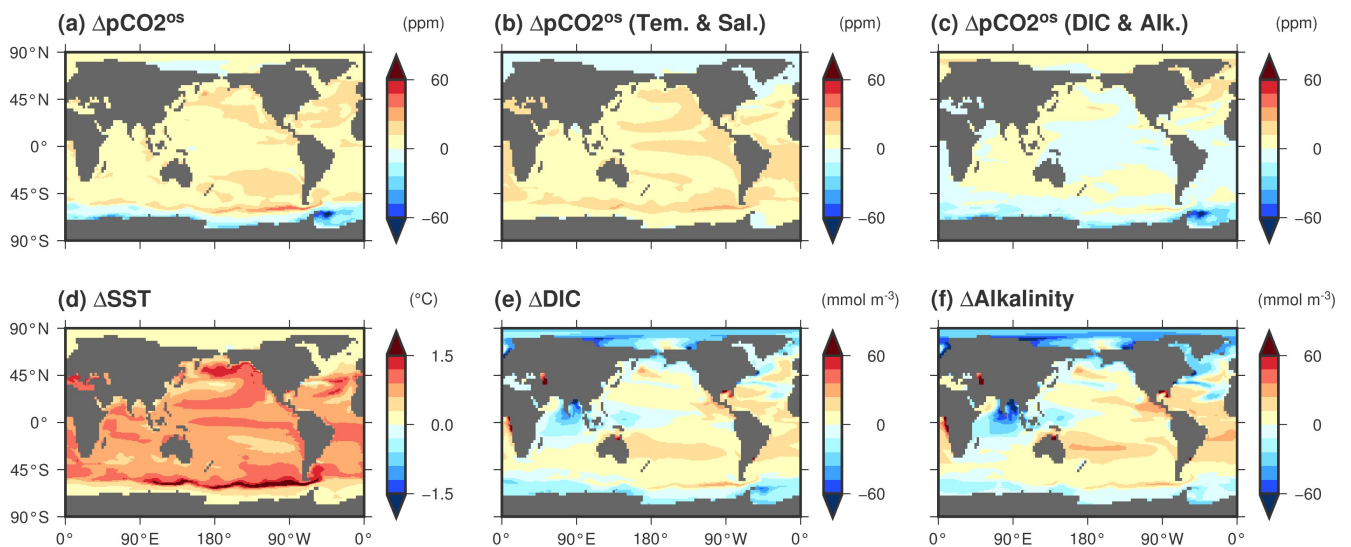 (a) ΔpCO2ᵒˢ (ppm)
(b) ΔpCO2ᵒˢ (Tem. & Sal.) (ppm)
(c) ΔpCO2ᵒˢ (DIC & Alk.) (ppm)
90°N
45°N
0°
45°S
90°S
60
0
−60
60
0
−60
60
0
−60
(d) ΔSST (°C)
(e) ΔDIC (mmol m⁻³)
(f) ΔAlkalinity (mmol m⁻³)
90°N
45°N
0°
45°S
90°S
1.5
0.0
−1.5
60
0
−60
60
0
−60
0° 90°E 180° 90°W 0°
0° 90°E 180° 90°W 0°
0° 90°E 180° 90°W 0°